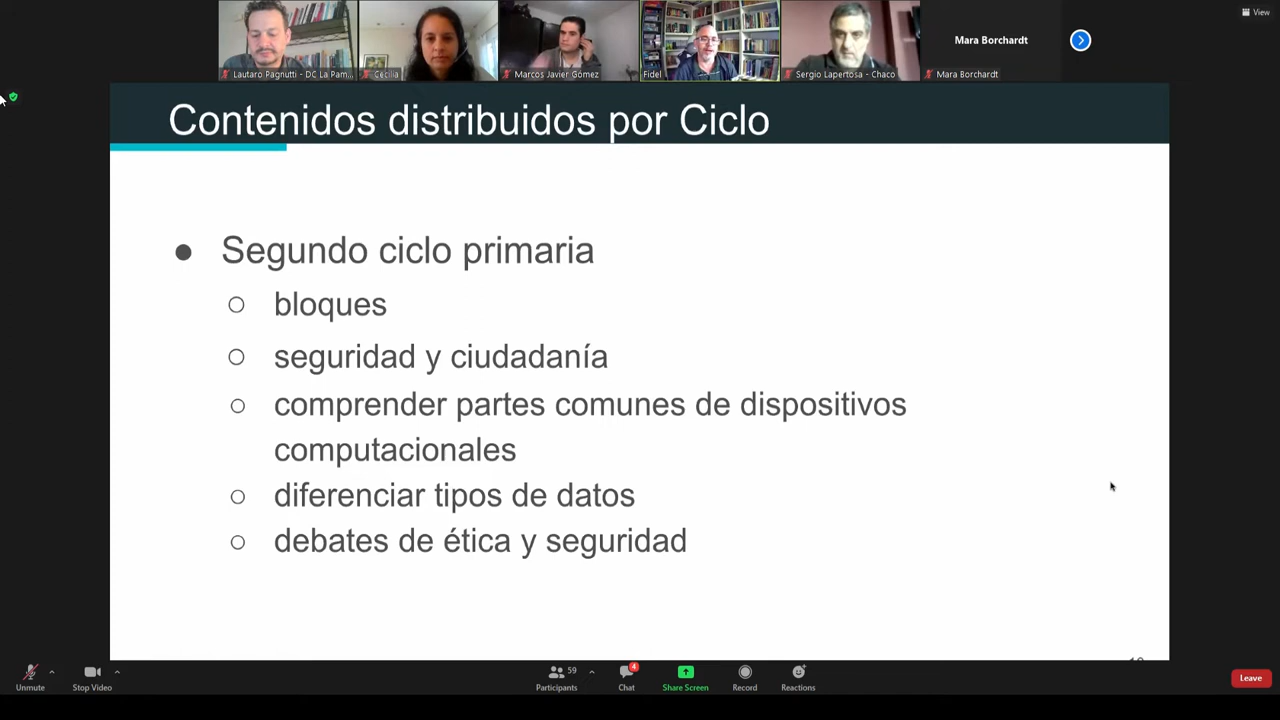 View
Mara Borchardt
Lautaro Pagnutti - DC La Pam...
Cecilia
Marcos Javier Gomez
Fidel
Sergio Lapertosa - Chaco
Mara Borchardt
Contenidos distribuidos por Ciclo
● Segundo ciclo primaria
○ bloques
○ seguridad y ciudadanía
○ comprender partes comunes de dispositivos
computacionales
○ diferenciar tipos de datos
○ debates de ética y seguridad
59
4
Unmute
Stop Video
Participants
Chat
Share Screen
Record
Reactions
Leave